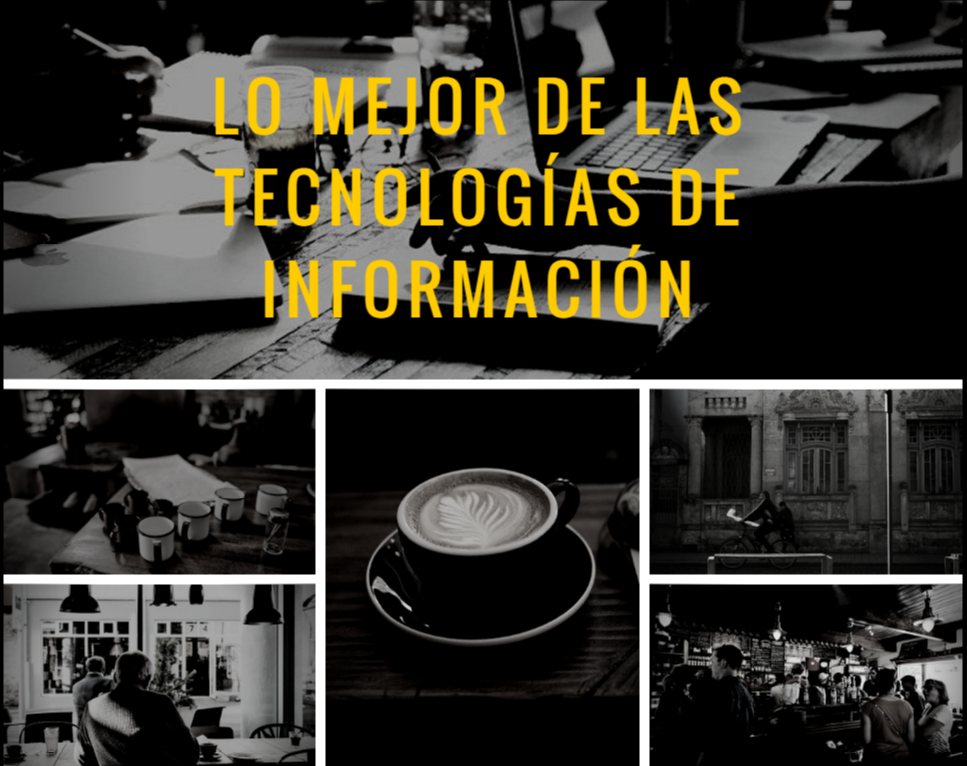 LO MEJOR DE LAS
TECNOLOGÍAS DE
INFORMACIÓN